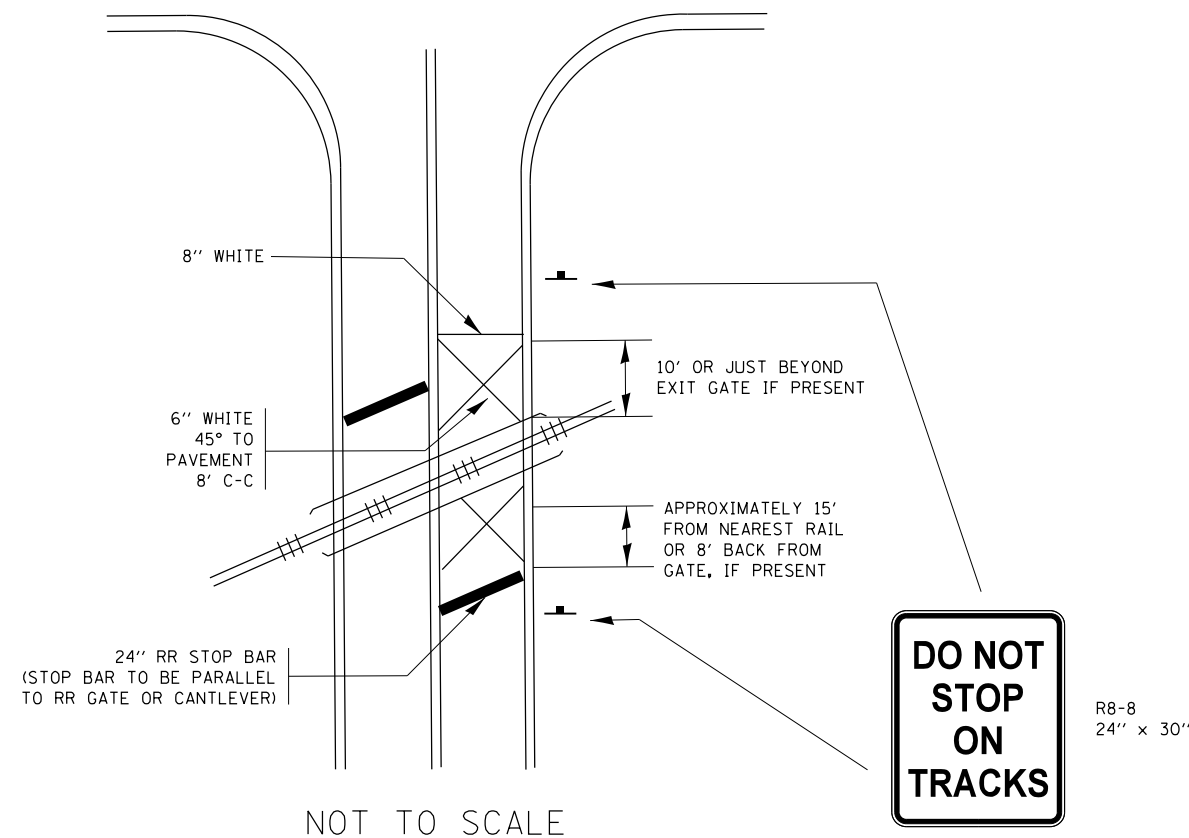 8'' WHITE
10' OR JUST BEYOND
EXIT GATE IF PRESENT
6'' WHITE
45° TO
PAVEMENT
8' C-C
APPROXIMATELY 15'
FROM NEAREST RAIL
OR 8' BACK FROM
GATE, IF PRESENT
24'' RR STOP BAR
(STOP BAR TO BE PARALLEL
TO RR GATE OR CANTLEVER)
DO NOT
STOP
ON
TRACKS
R8-8
24'' x 30''
NOT TO SCALE